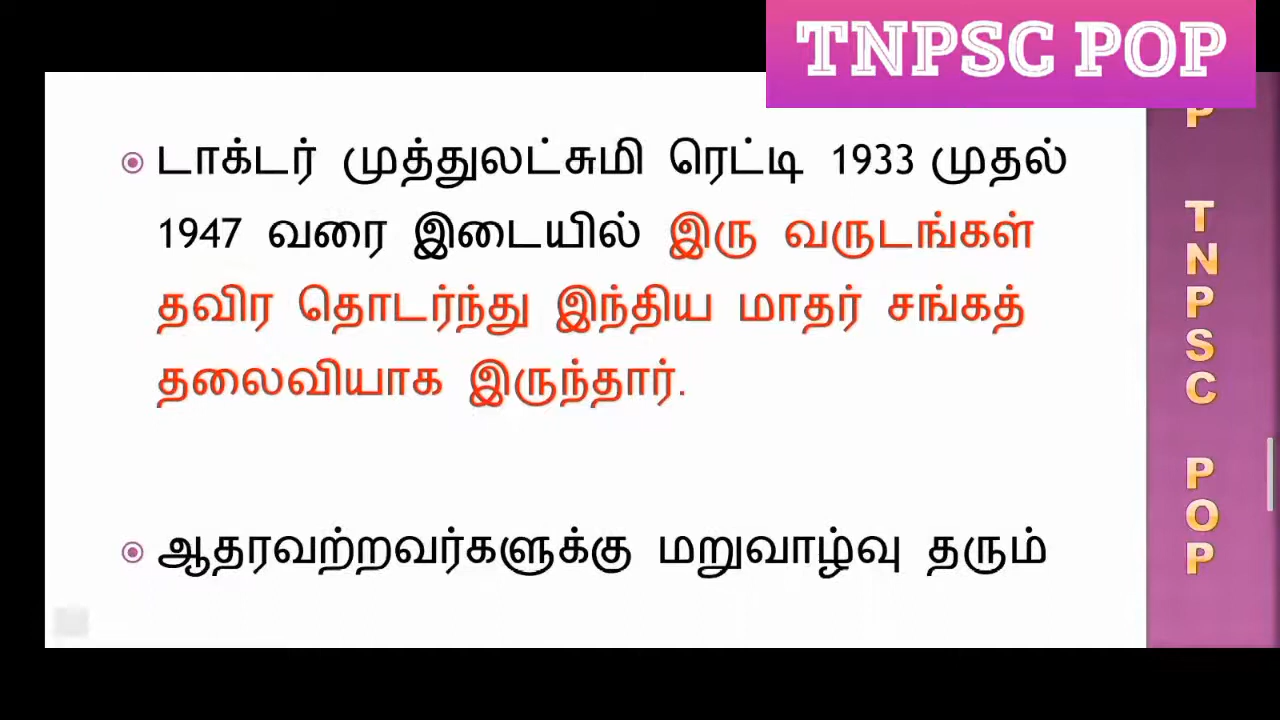 TNPSC POP
டாக்டர் முத்துலட்சுமி ரெட்டி 1933 முதல்
1947 வரை இடையில் இரு வருடங்கள்
தவிர தொடர்ந்து இந்திய மாதர் சங்கத்
தலைவியாக இருந்தார்.
ஆதரவற்றவர்களுக்கு மறுவாழ்வு தரும்
P TNPSC POP